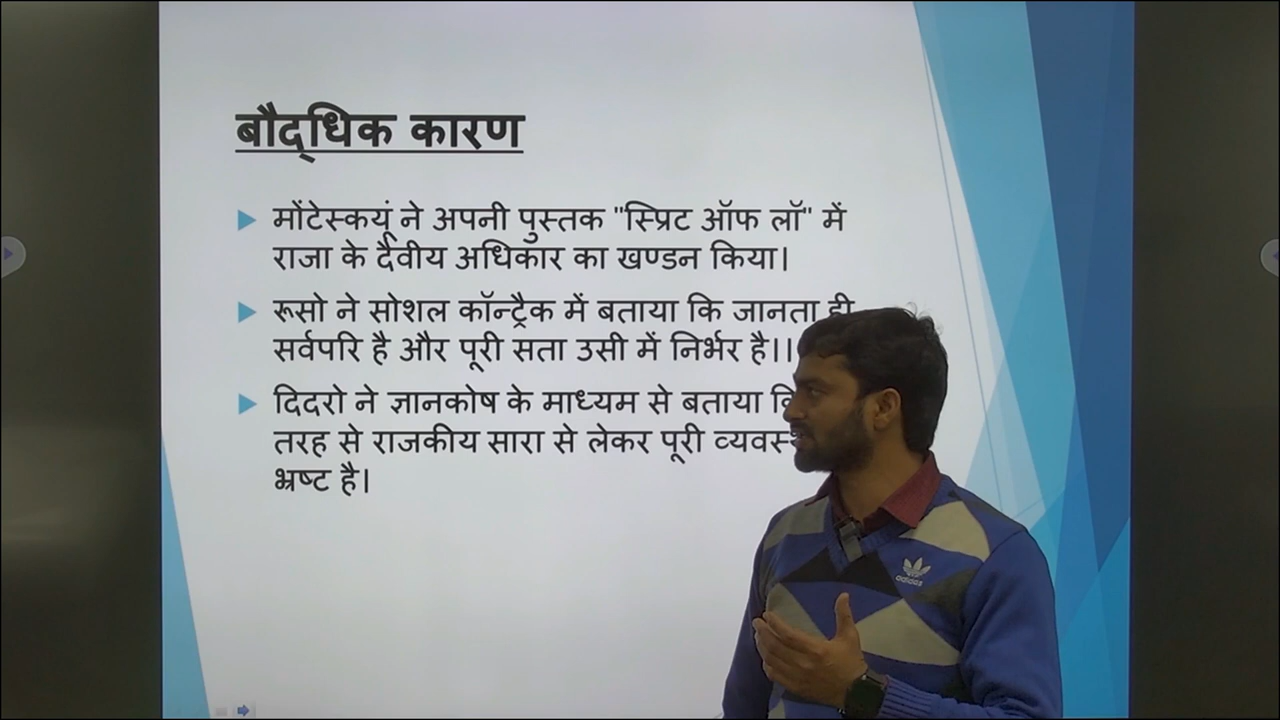 बौद्धिक कारण
मोंटेस्कयूं ने अपनी पुस्तक "स्प्रिट ऑफ लॉ" में
राजा के दैवीय अधिकार का खण्डन किया।
रूसो ने सोशल कॉन्ट्रैक में बताया कि जानता ही
सर्वपरि है और पूरी सता उसी में निर्भर है।।
दिदरो ने ज्ञानकोष के माध्यम से बताया
तरह से राजकीय सारा से लेकर पूरी
भ्रष्ट है।
adidas